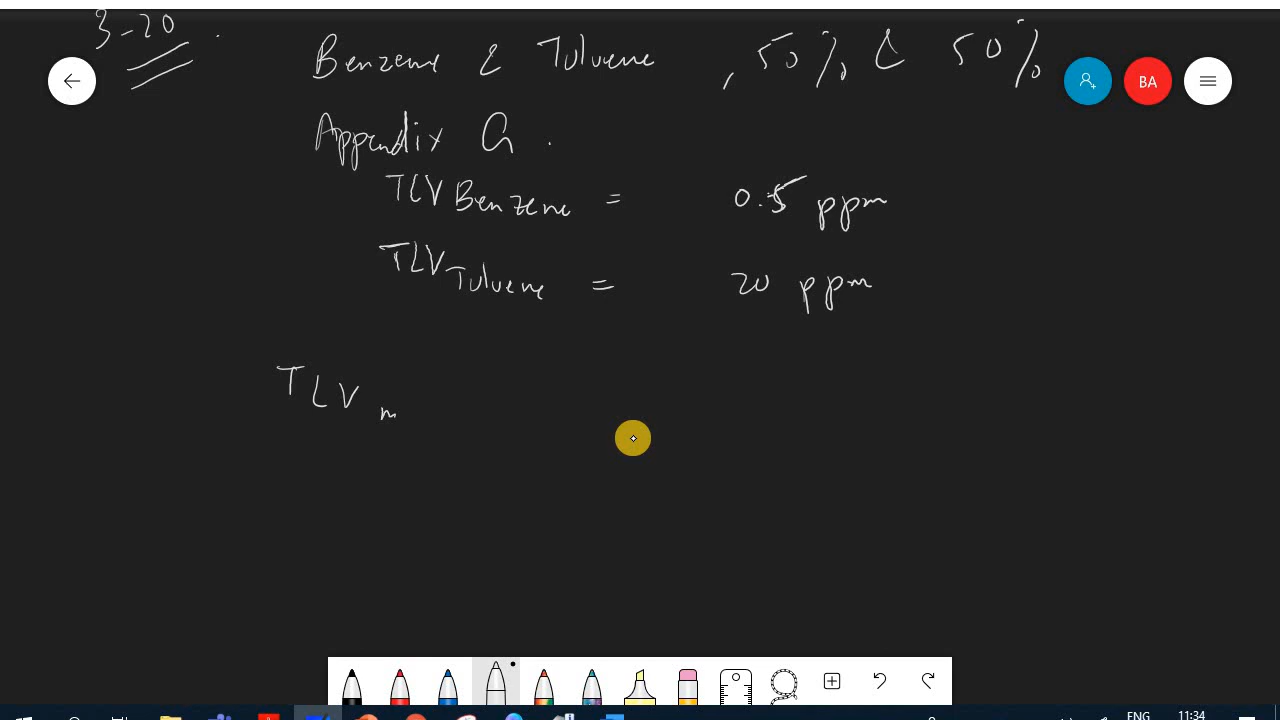 3-20.
Benzene & Toluene, 50% & 50%
BA
Appendix G.
TLV Benzene = 0.5 ppm
TLV Toluene = 20 ppm
TLV m
ENG
11:34